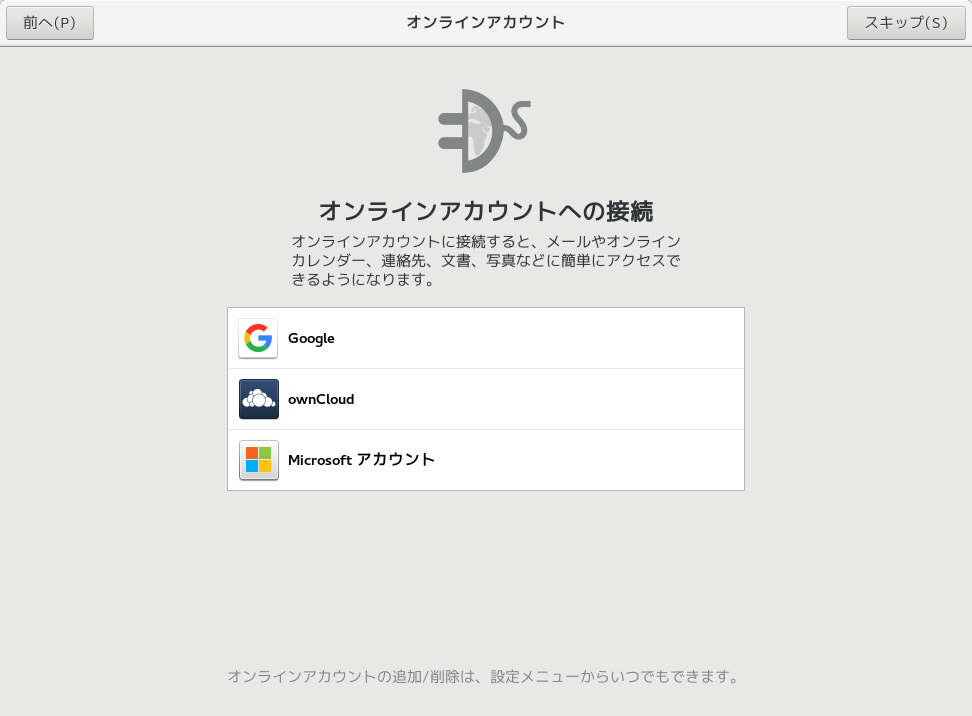 前へ(P)
オンラインアカウント
スキップ(S)
オンラインアカウントへの接続
オンラインアカウントに接続すると、メールやオンライン
カレンダー、連絡先、文書、写真などに簡単にアクセスで
きるようになります。
Google
ownCloud
Microsoft アカウント
オンラインアカウントの追加/削除は、設定メニューからいつでもできます。